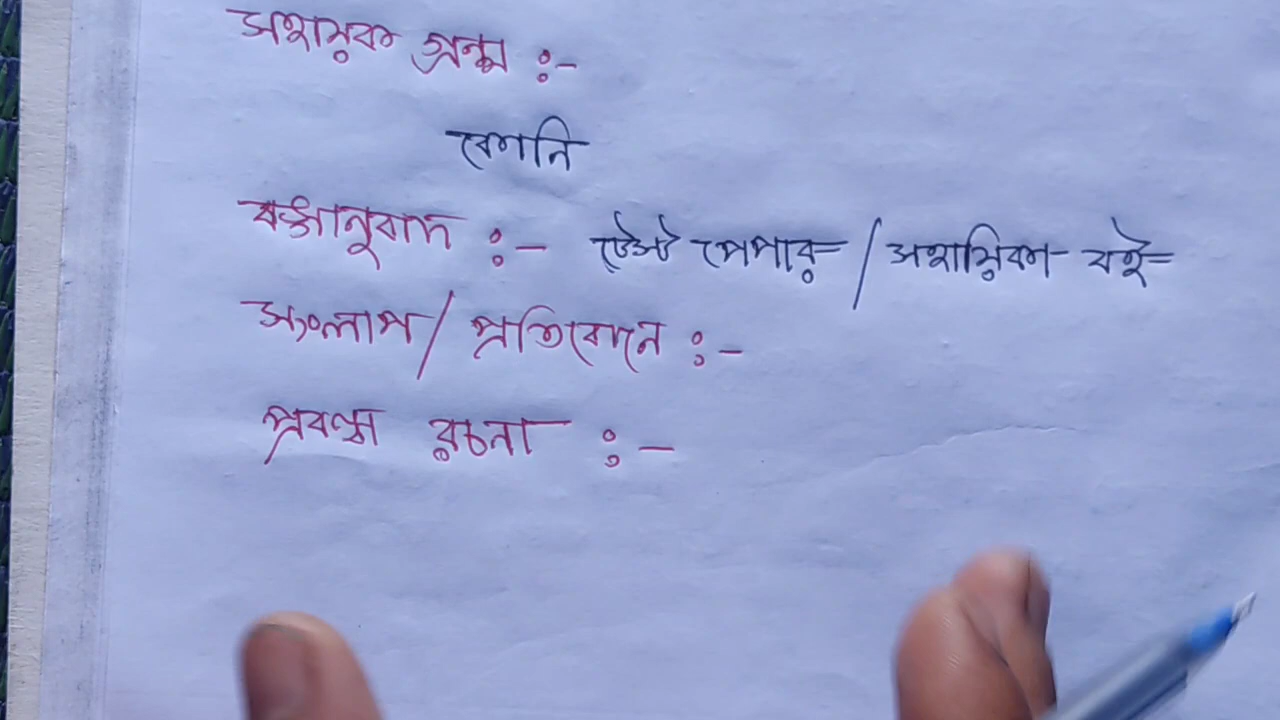 সহায়ক গ্রন্থ :-
কোনি
বঙ্গানুবাদ :- টেস্ট পেপার / সহায়িকা বই
সংলাপ / প্রতিবেদন :-
প্রবন্ধ রচনা :-